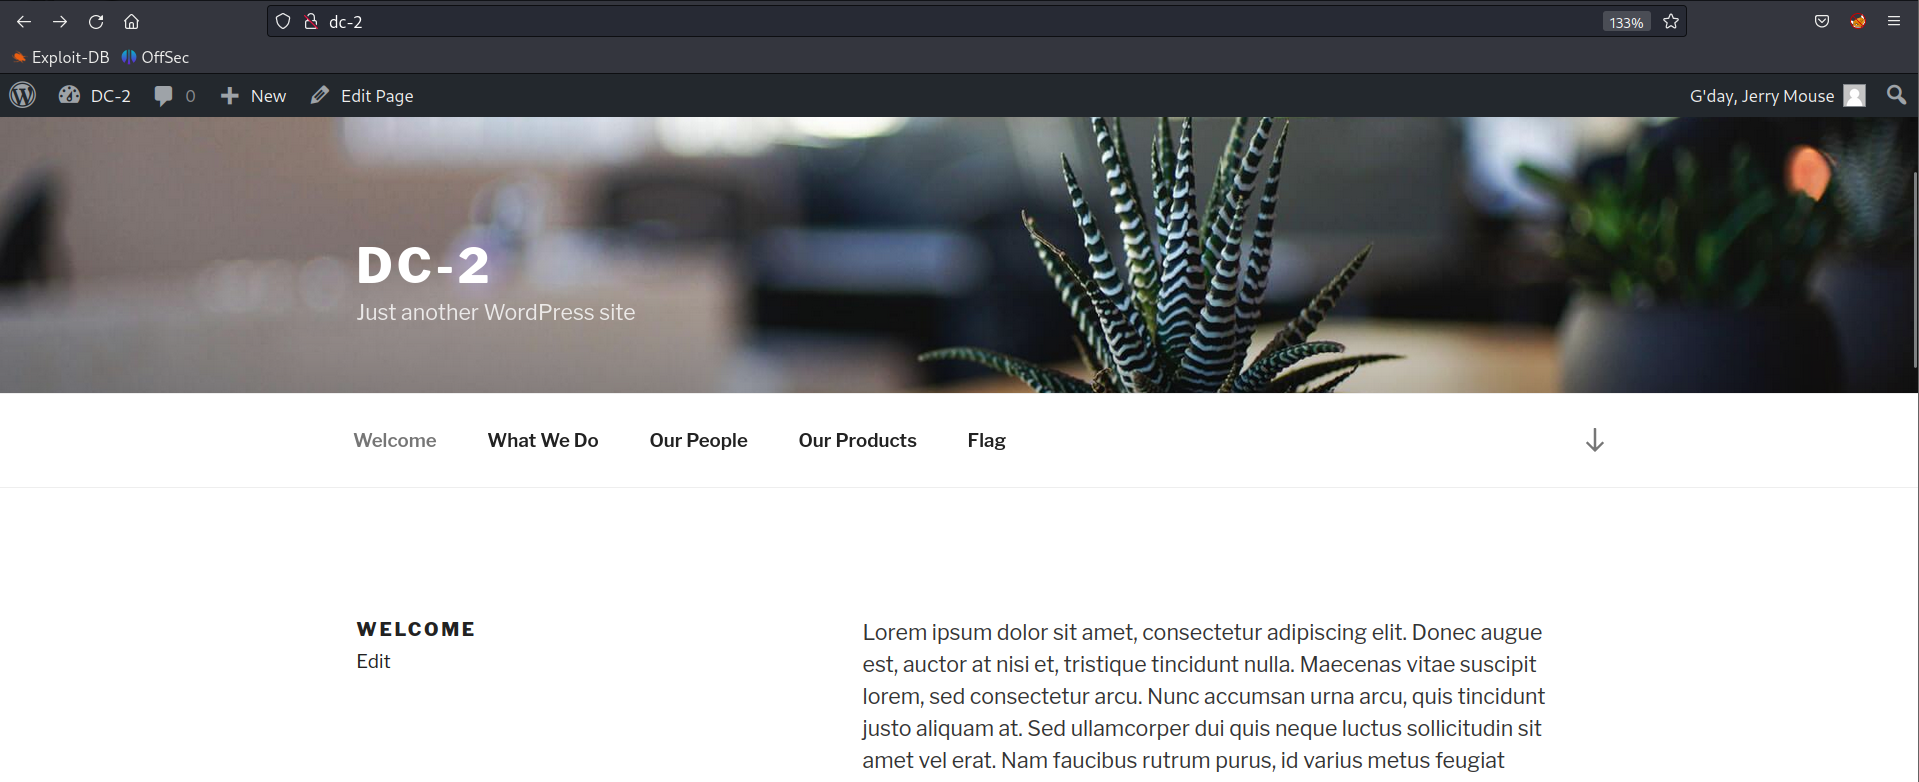 dc-2
133%
Exploit-DB OffSec
DC-2 0 New Edit Page G'day, Jerry Mouse
DC-2
Just another WordPress site
Welcome What We Do Our People Our Products Flag
WELCOME
Edit
Lorem ipsum dolor sit amet, consectetur adipiscing elit. Donec augue
est, auctor at nisi et, tristique tincidunt nulla. Maecenas vitae suscipit
lorem, sed consectetur arcu. Nunc accumsan urna arcu, quis tincidunt
justo aliquam at. Sed ullamcorper dui quis neque luctus sollicitudin sit
amet vel erat. Nam faucibus rutrum purus, id varius metus feugiat